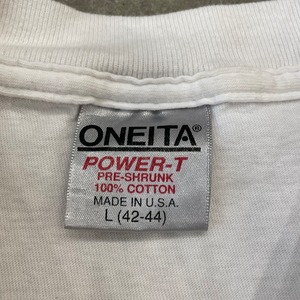 ONEITA®
POWER-T
PRE-SHRUNK
100% COTTON
MADE IN U.S.A.
L (42-44)